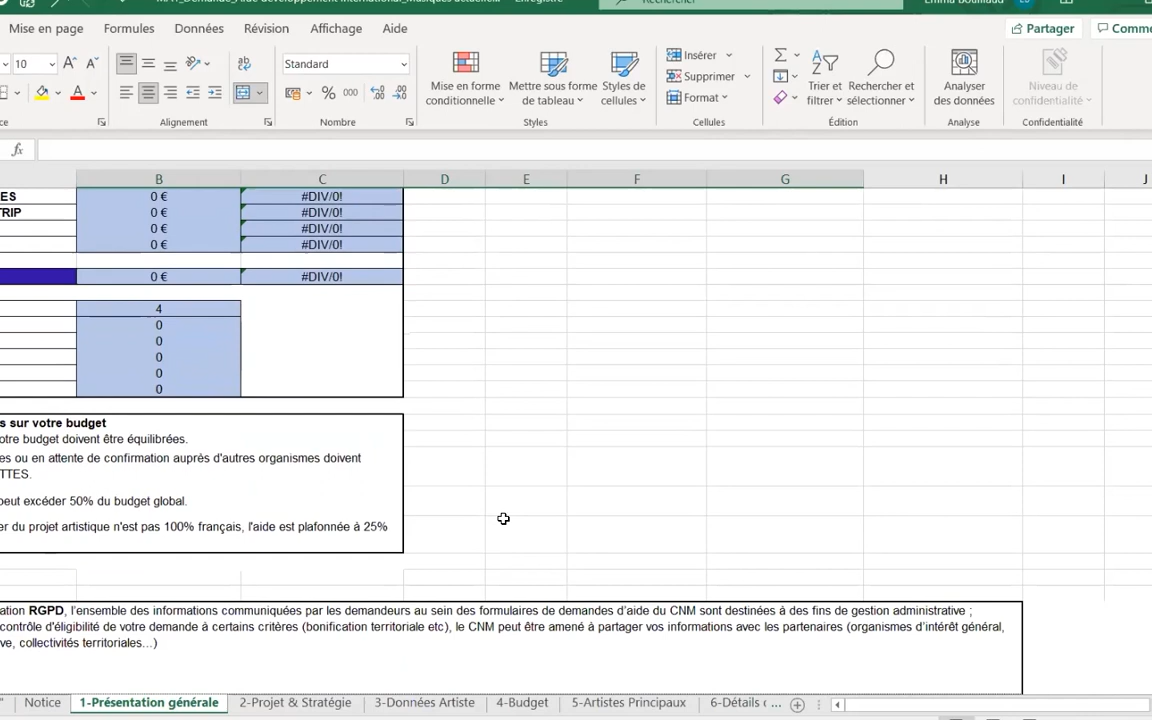 Rechercher
Mise en page Formules Données Révision Affichage Aide Partager Comme
10 Standard Insérer Supprimer Format
% 000
Mise en forme conditionnelle Mettre sous forme de tableau Styles de cellules Trier et filtrer Rechercher et sélectionner Analyser des données Niveau de confidentialité
Alignement Nombre Styles Cellules Édition Analyse Confidentialité
fx
B C D E F G H I J
ES 0 € #DIV/0!
TRIP 0 € #DIV/0!
0 € #DIV/0!
0 € #DIV/0!
0 € #DIV/0!
4
0
0
0
0
0
s sur votre budget
otre budget doivent être équilibrées.
es ou en attente de confirmation auprès d'autres organismes doivent
TTES.
peut excéder 50% du budget global.
er du projet artistique n'est pas 100% français, l'aide est plafonnée à 25%
ation RGPD, l'ensemble des informations communiquées par les demandeurs au sein des formulaires de demandes d'aide du CNM sont destinées à des fins de gestion administrative ;
contrôle d'éligibilité de votre demande à certains critères (bonification territoriale etc), le CNM peut être amené à partager vos informations avec les partenaires (organismes d'intérêt général,
ve, collectivités territoriales...)
Notice 1-Présentation générale 2-Projet & Stratégie 3-Données Artiste 4-Budget 5-Artistes Principaux 6-Détails c ...